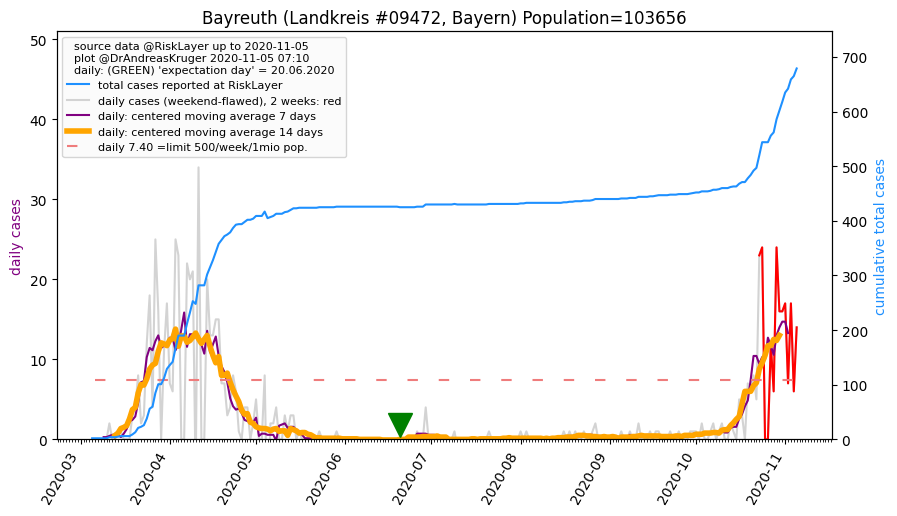 Bayreuth (Landkreis #09472, Bayern) Population=103656
source data @RiskLayer up to 2020-11-05
plot @DrAndreasKruger 2020-11-05 07:10
daily: (GREEN) 'expectation day' = 20.06.2020
total cases reported at RiskLayer
daily cases (weekend-flawed), 2 weeks: red
daily: centered moving average 7 days
daily: centered moving average 14 days
daily 7.40 =limit 500/week/1mio pop.
daily cases
50
40
30
20
10
0
cumulative total cases
700
600
500
400
300
200
100
0
2020-03
2020-04
2020-05
2020-06
2020-07
2020-08
2020-09
2020-10
2020-11